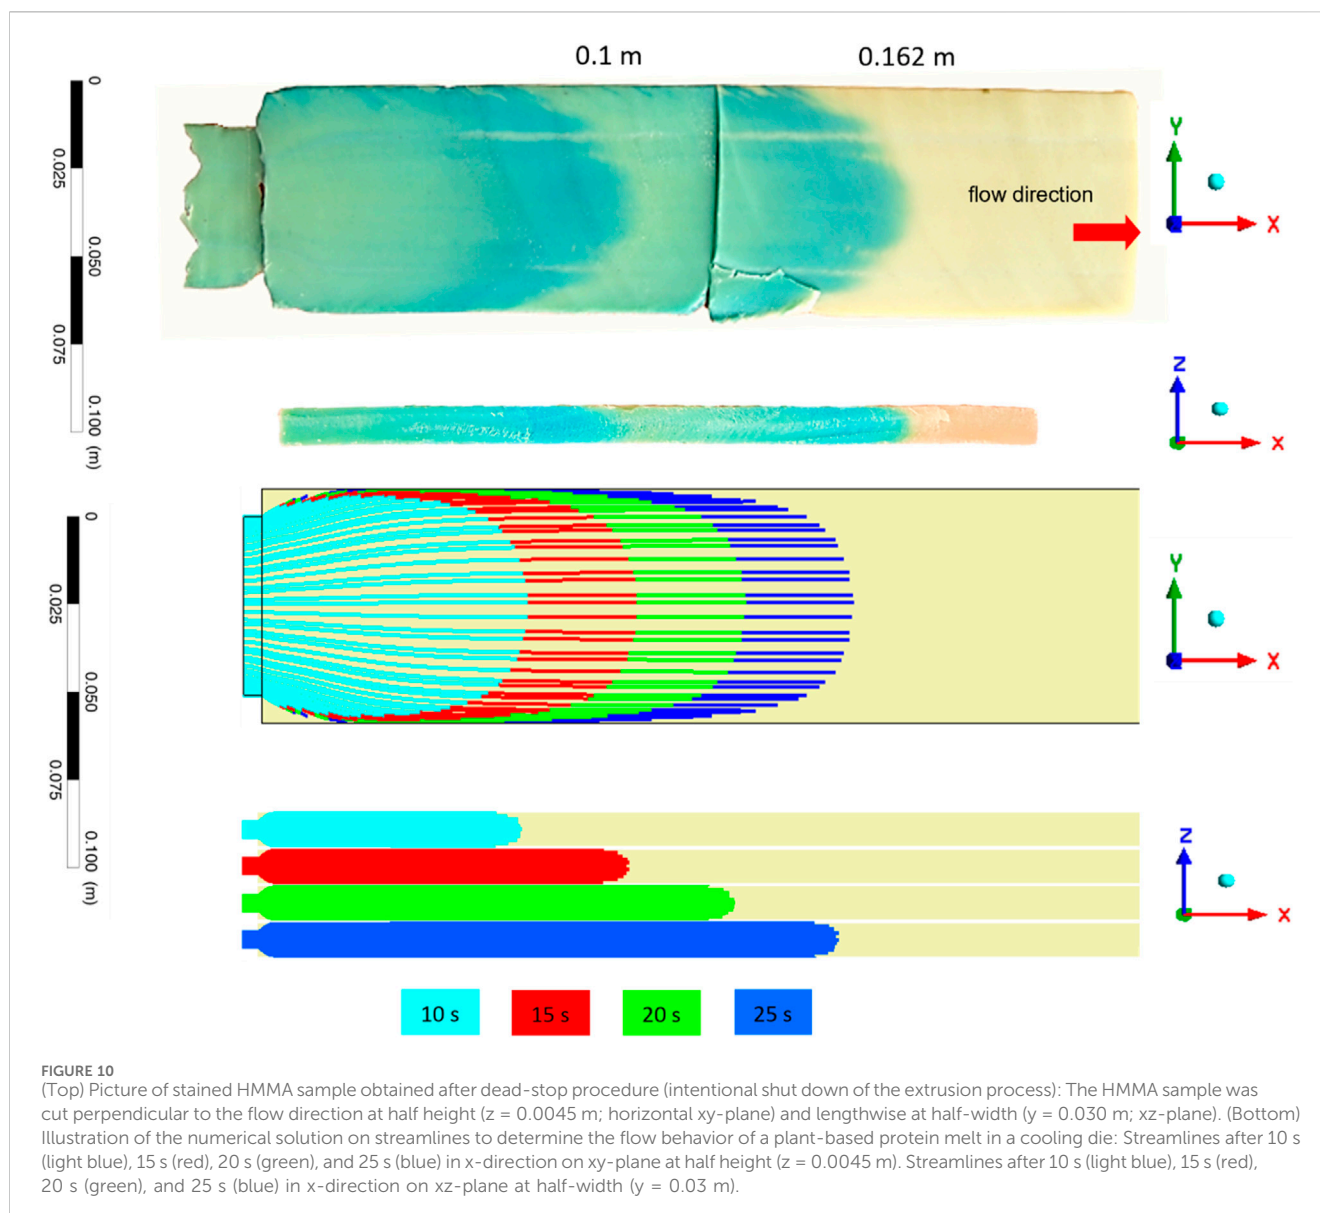 0.1 m
0.162 m
0
0.025
0.050
0.075
0.100 (m)
Y
X
flow direction
Z
X
0
0.025
0.050
0.075
0.100 (m)
Y
X
Z
X
10 s
15 s
20 s
25 s
FIGURE 10
(Top) Picture of stained HMMA sample obtained after dead-stop procedure (intentional shut down of the extrusion process): The HMMA sample was
cut perpendicular to the flow direction at half height (z = 0.0045 m; horizontal xy-plane) and lengthwise at half-width (y = 0.030 m; xz-plane). (Bottom)
Illustration of the numerical solution on streamlines to determine the flow behavior of a plant-based protein melt in a cooling die: Streamlines after 10 s
(light blue), 15 s (red), 20 s (green), and 25 s (blue) in x-direction on xy-plane at half height (z = 0.0045 m). Streamlines after 10 s (light blue), 15 s (red),
20 s (green), and 25 s (blue) in x-direction on xz-plane at half-width (y = 0.03 m).